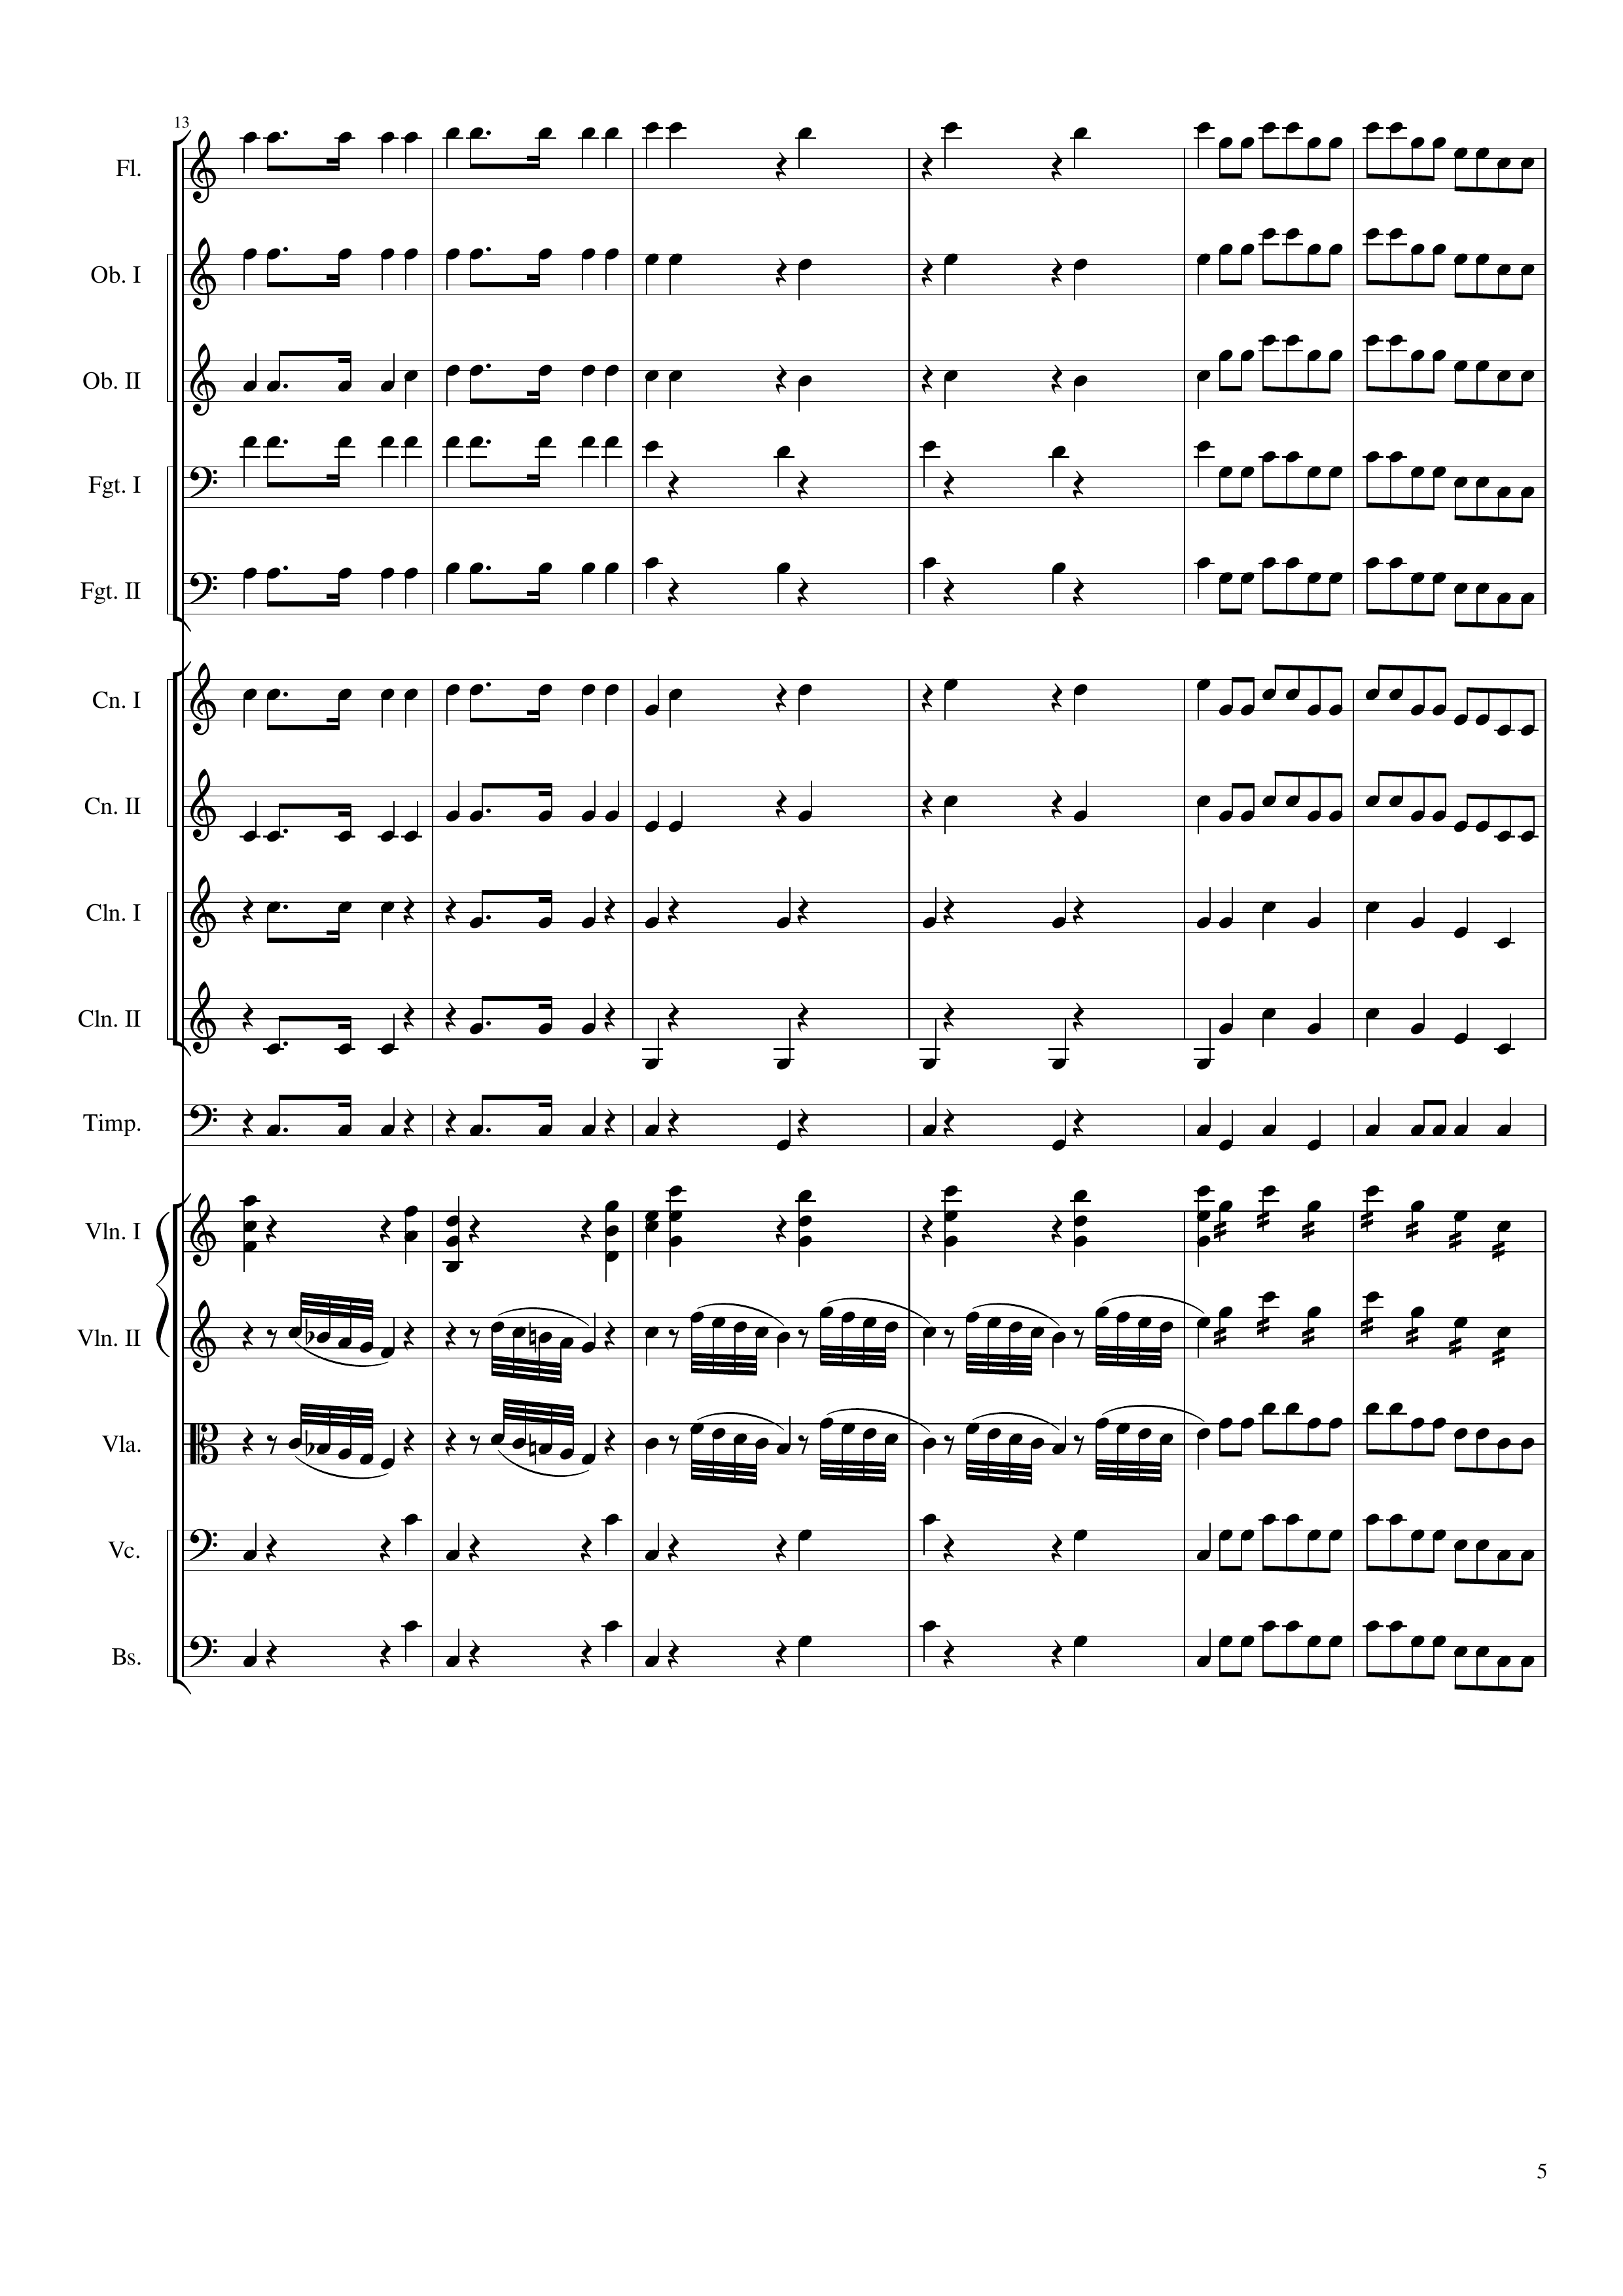 13
Fl.
Ob. I
Ob. II
Fgt. I
Fgt. II
Cn. I
Cn. II
Cln. I
Cln. II
Timp.
Vln. I
Vln. II
Vla.
Vc.
Bs.
5